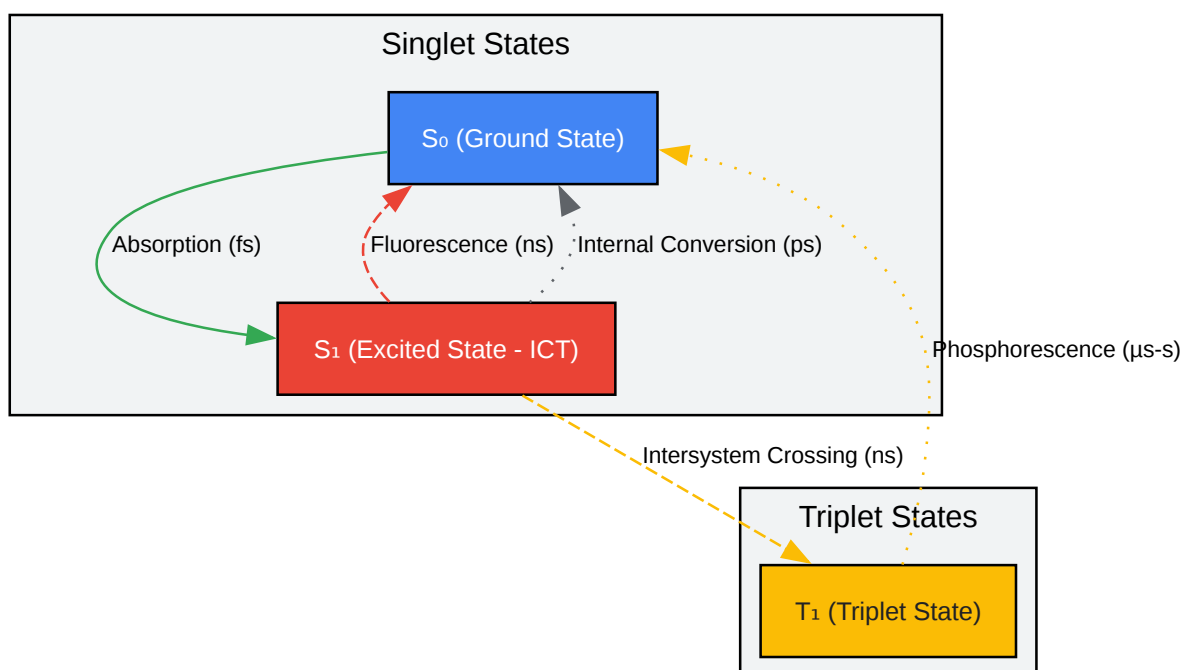 Singlet States
S₀ (Ground State)
Absorption (fs)
Fluorescence (ns)
Internal Conversion (ps)
S₁ (Excited State - ICT)
Phosphorescence (µs-s)
Intersystem Crossing (ns)
Triplet States
T₁ (Triplet State)